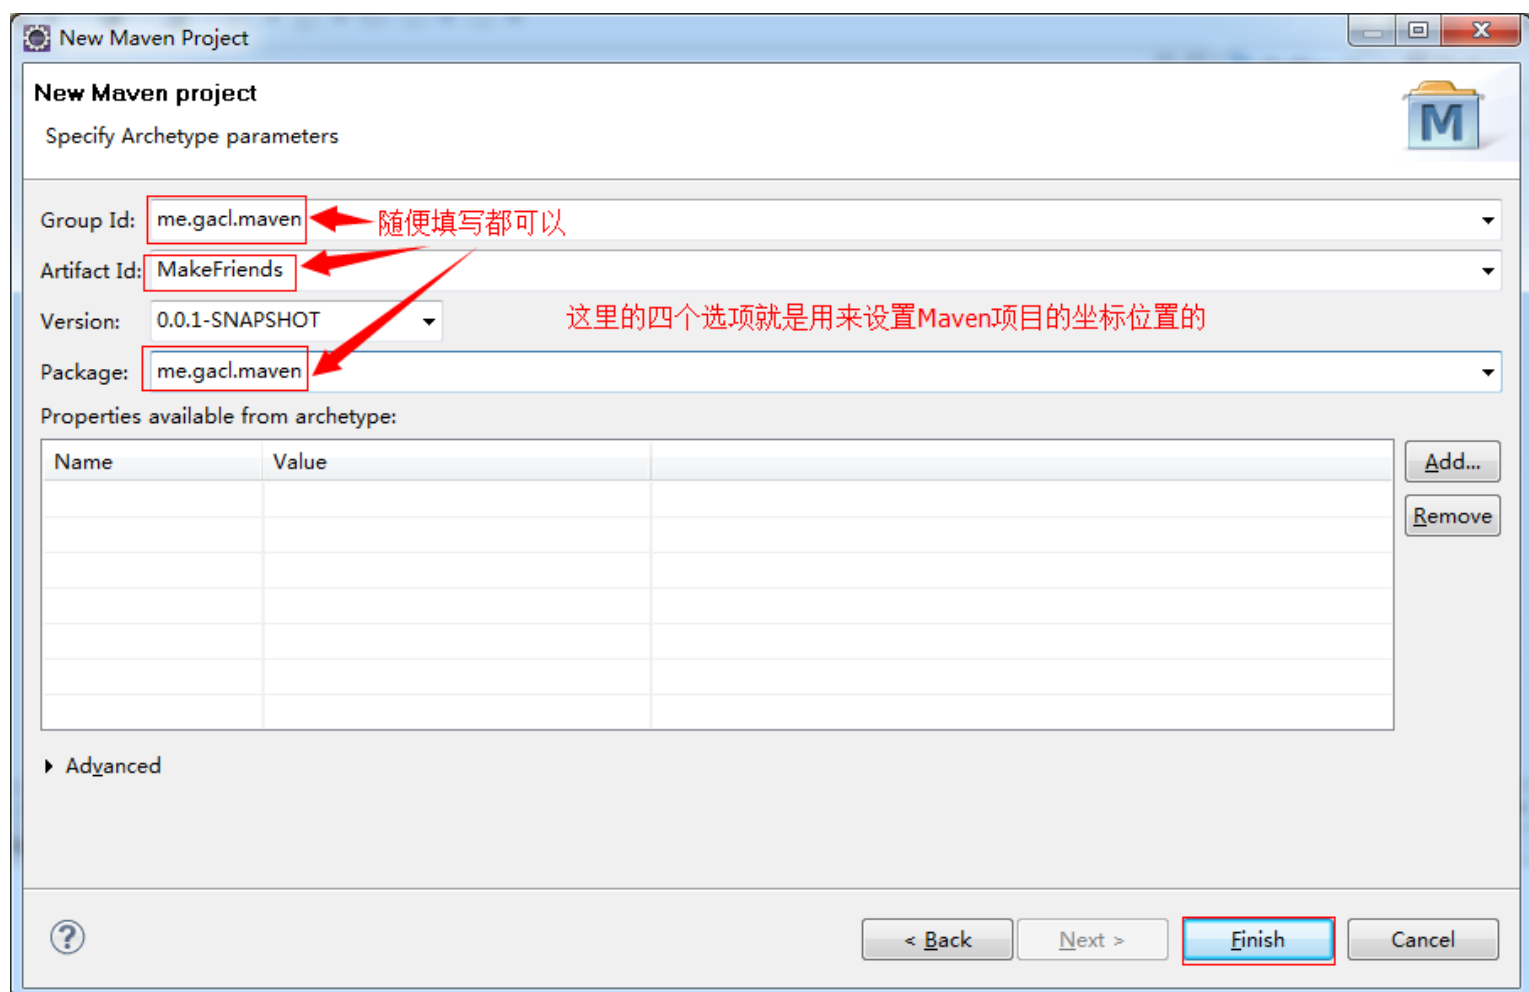 New Maven Project
New Maven project
Specify Archetype parameters
M
Group Id: me.gacl.maven 随便填写都可以
Artifact Id: MakeFriends
Version: 0.0.1-SNAPSHOT 这里的四个选项就是用来设置Maven项目的坐标位置的
Package: me.gacl.maven
Properties available from archetype:
Name Value Add...
Remove
Advanced
? < Back Next > Finish Cancel